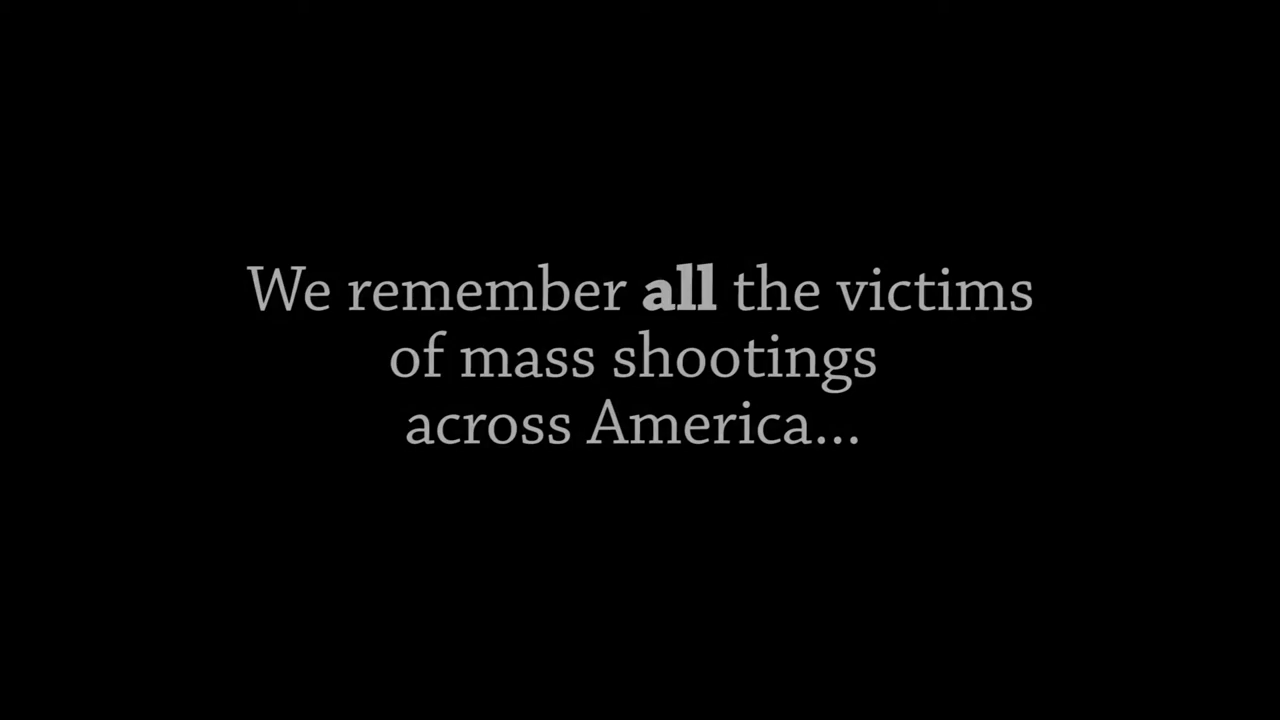 We remember all the victims
of mass shootings
across America...